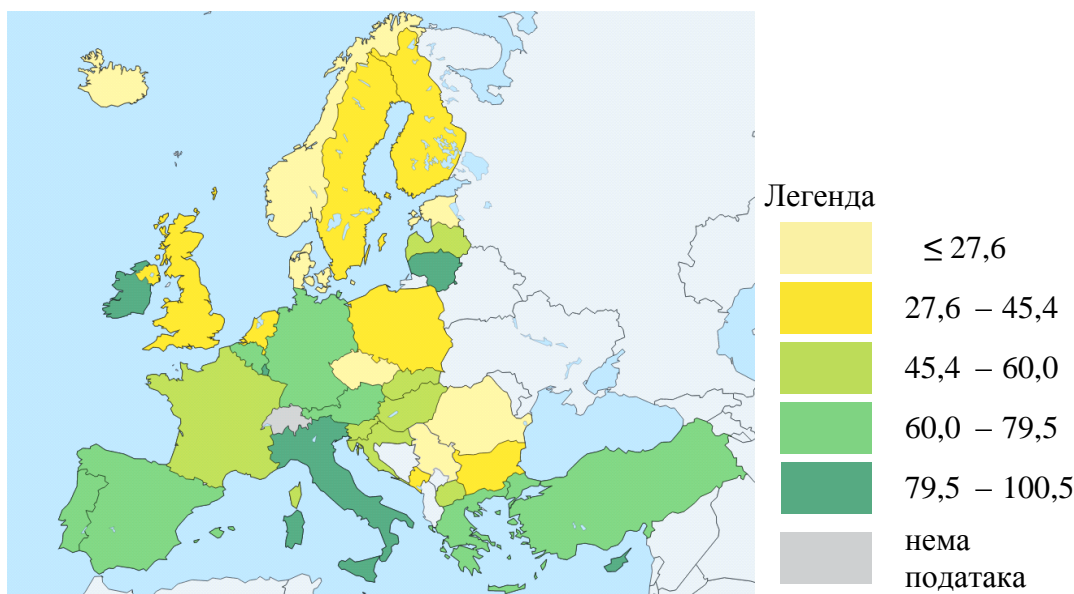 Легенда
≤ 27,6
27,6 – 45,4
45,4 – 60,0
60,0 – 79,5
79,5 – 100,5
нема
података